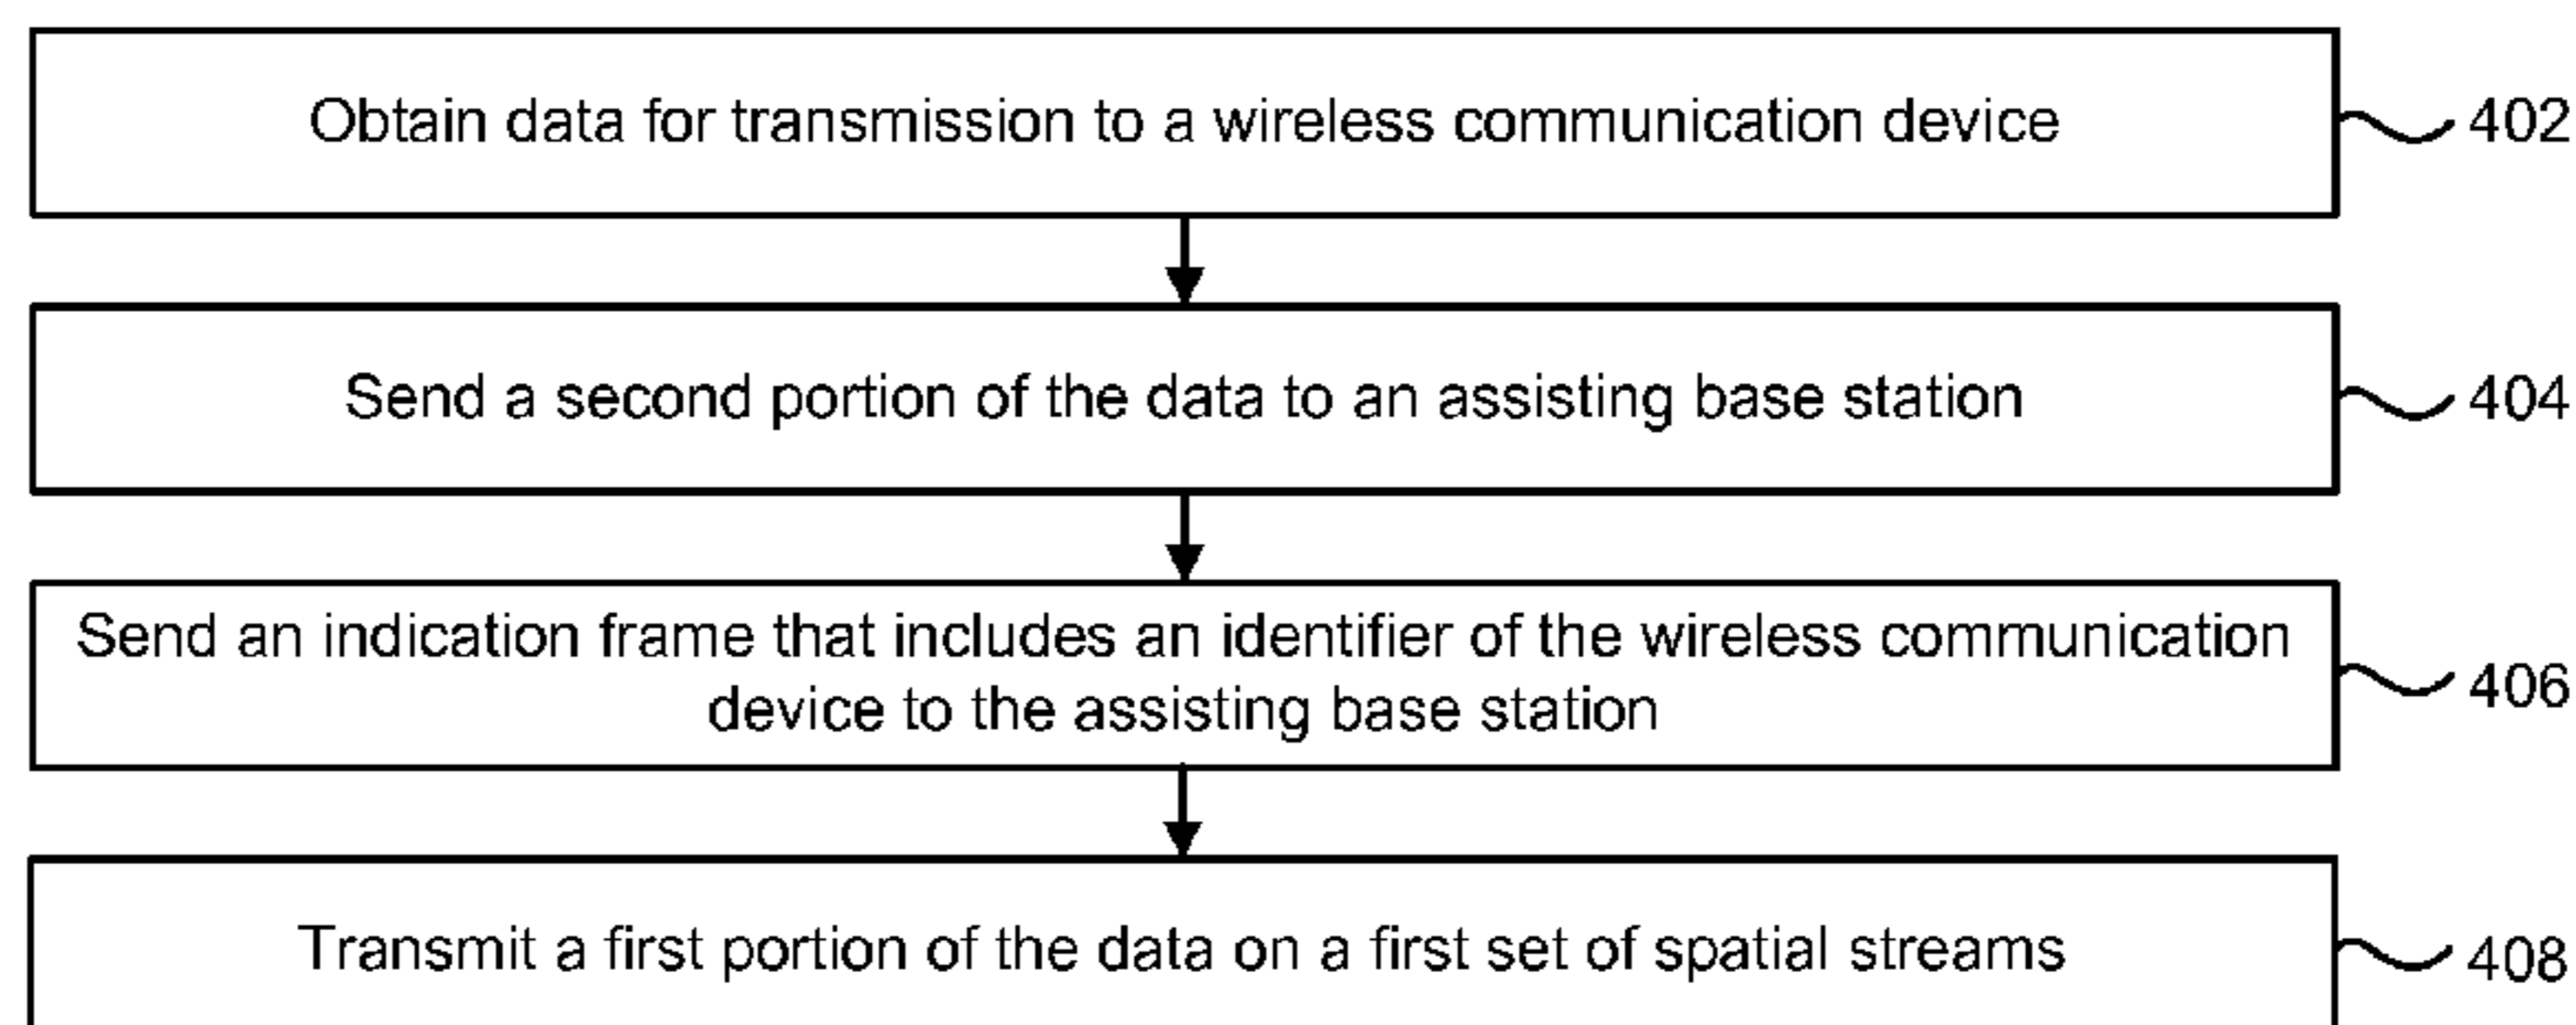 Obtain data for transmission to a wireless communication device
402
Send a second portion of the data to an assisting base station
404
Send an indication frame that includes an identifier of the wireless communication
device to the assisting base station
406
Transmit a first portion of the data on a first set of spatial streams
408